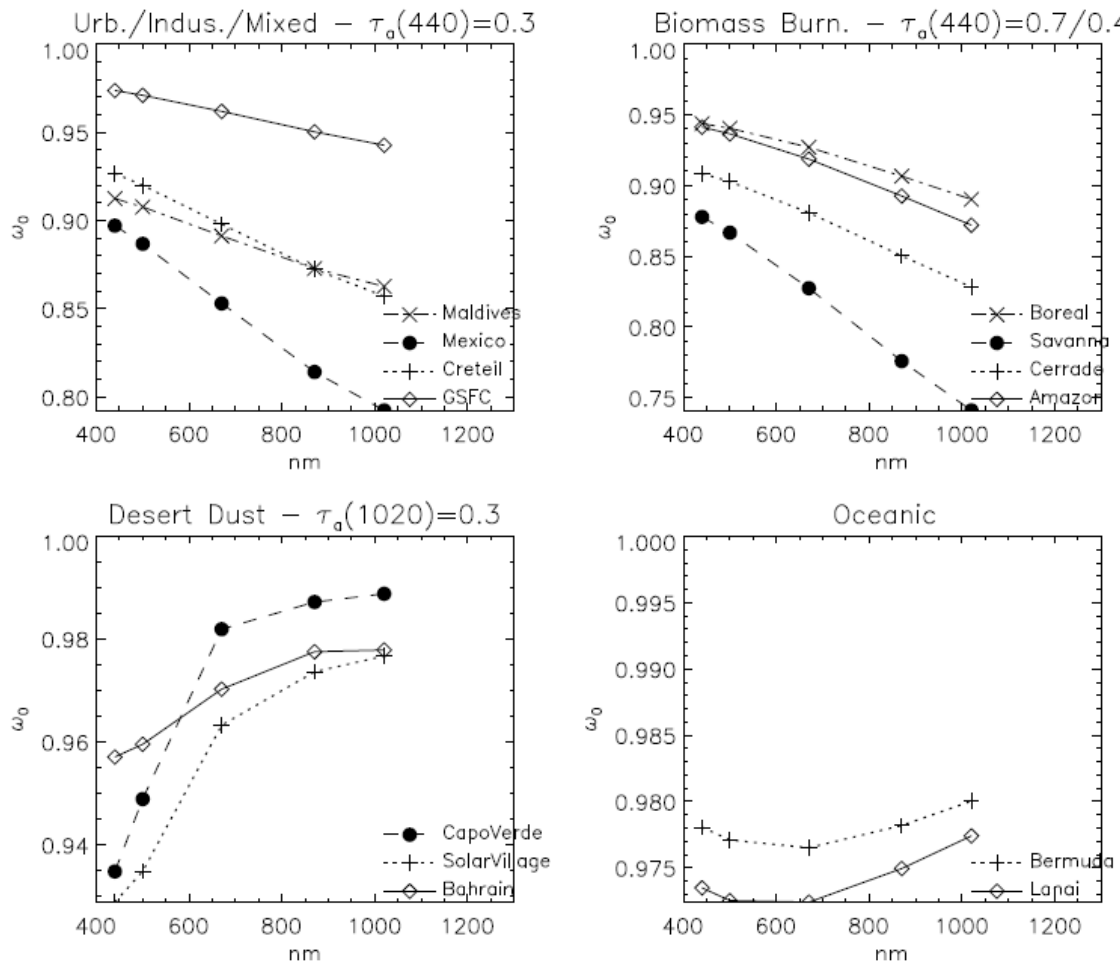 Urb./Indus./Mixed – τa(440)=0.3
1.00
0.95
0.90
0.85
0.80
ω0
Maldives
Mexico
Creteil
GSFC
400 600 800 1000 1200
nm
Biomass Burn. – τa(440)=0.7/0.4
1.00
0.95
0.90
0.85
0.80
0.75
ω0
Boreal
Savanna
Cerrade
Amazon
400 600 800 1000 1200
nm
Desert Dust – τa(1020)=0.3
1.00
0.98
0.96
0.94
ω0
CapoVerde
SolarVillage
Bahrain
400 600 800 1000 1200
nm
Oceanic
1.000
0.995
0.990
0.985
0.980
0.975
ω0
Bermuda
Lanai
400 600 800 1000 1200
nm